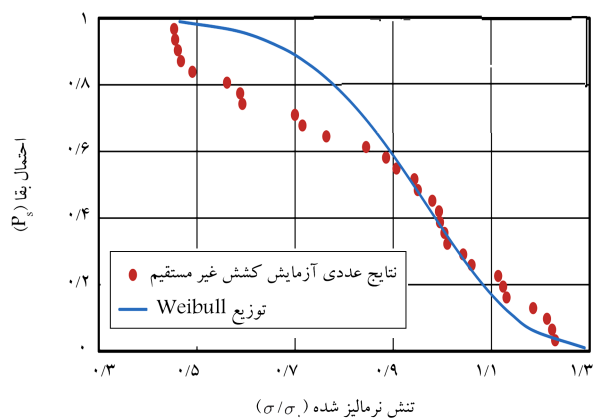 ۱
۰/۸
۰/۶
۰/۴
۰/۲
۰
احتمال بقا (Pₛ)
نتایج عددی آزمایش کشش غیر مستقیم
توزیع Weibull
۰/۳ ۰/۵ ۰/۷ ۰/۹ ۱/۱ ۱/۳
تنش نرمالیز شده (σ/σ۰)